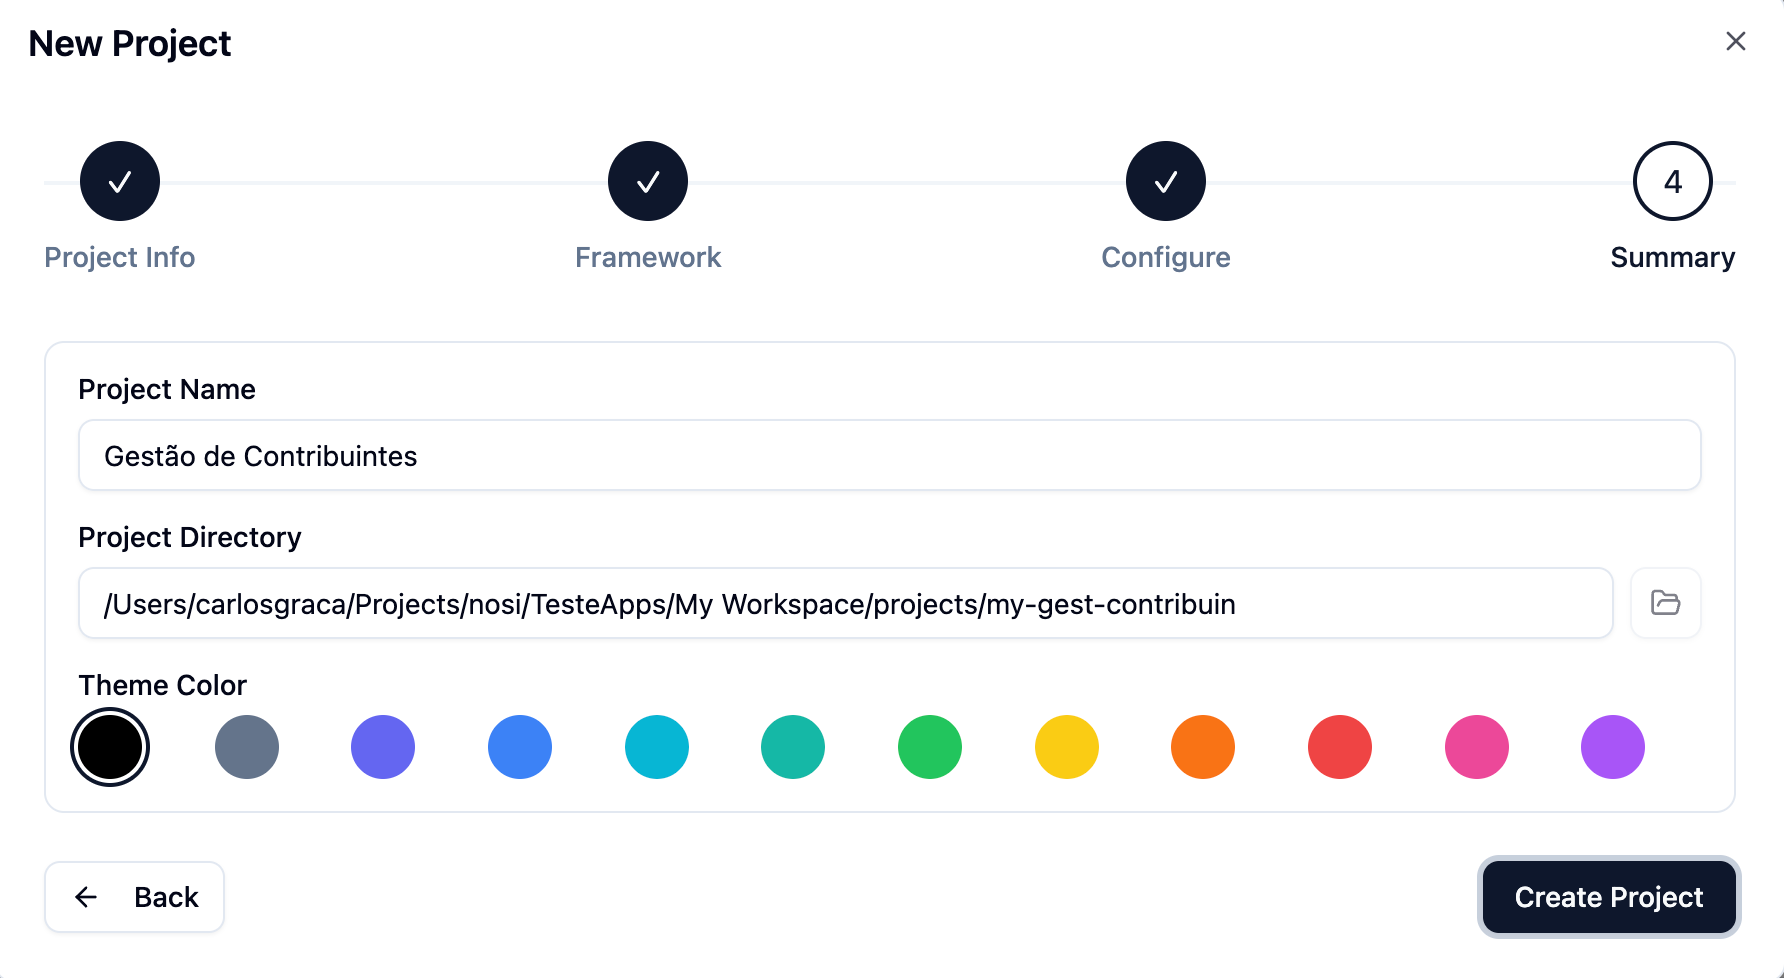 New Project
4
Project Info
Framework
Configure
Summary
Project Name
Gestão de Contribuintes
Project Directory
/Users/carlosgraca/Projects/nosi/TesteApps/My Workspace/projects/my-gest-contribuin
Theme Color
Back
Create Project